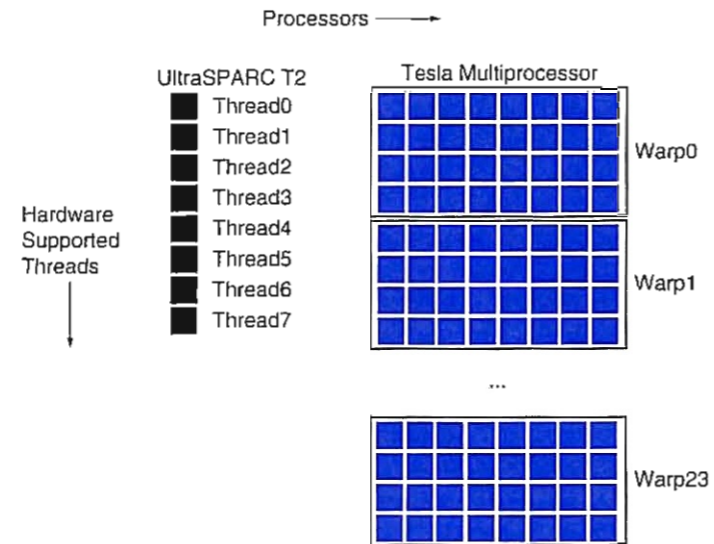 Processors
UltraSPARC T2
Tesla Multiprocessor
Thread0
Thread1
Thread2
Thread3
Thread4
Thread5
Thread6
Thread7
Hardware
Supported
Threads
Warp0
Warp1
...
Warp23